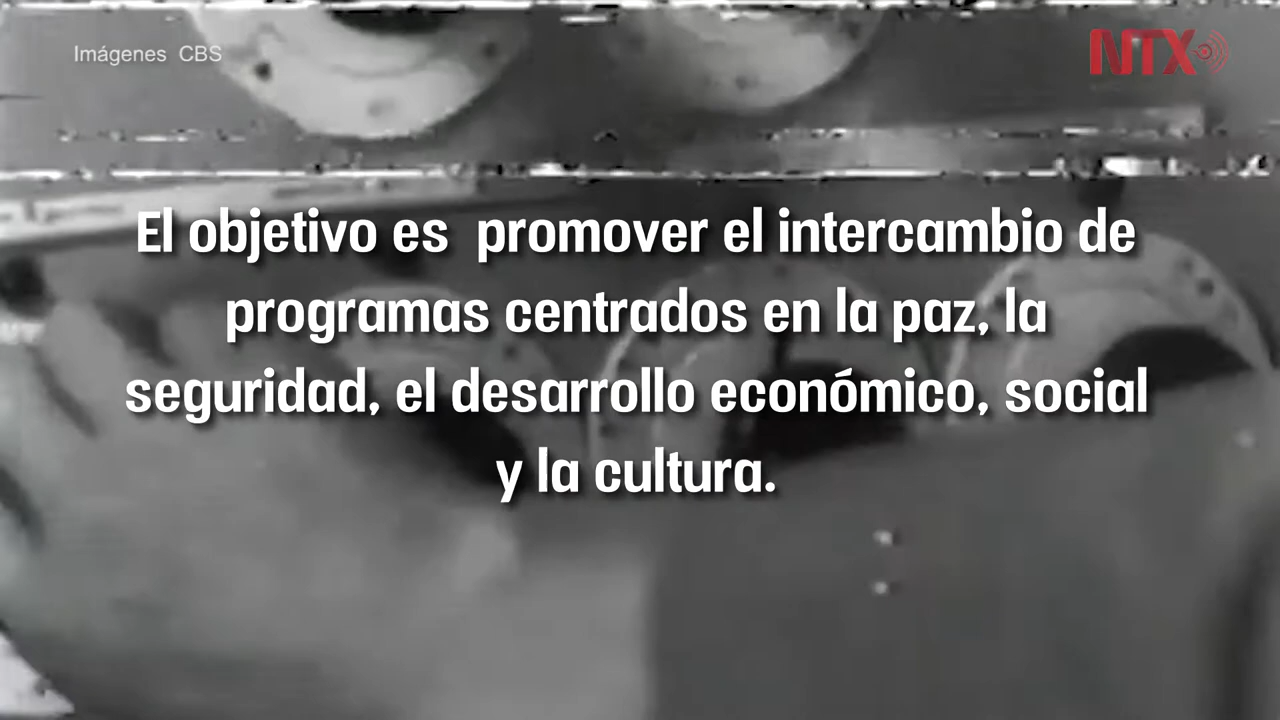 Imágenes CBS
NTX
El objetivo es promover el intercambio de
programas centrados en la paz, la
seguridad, el desarrollo económico, social
y la cultura.